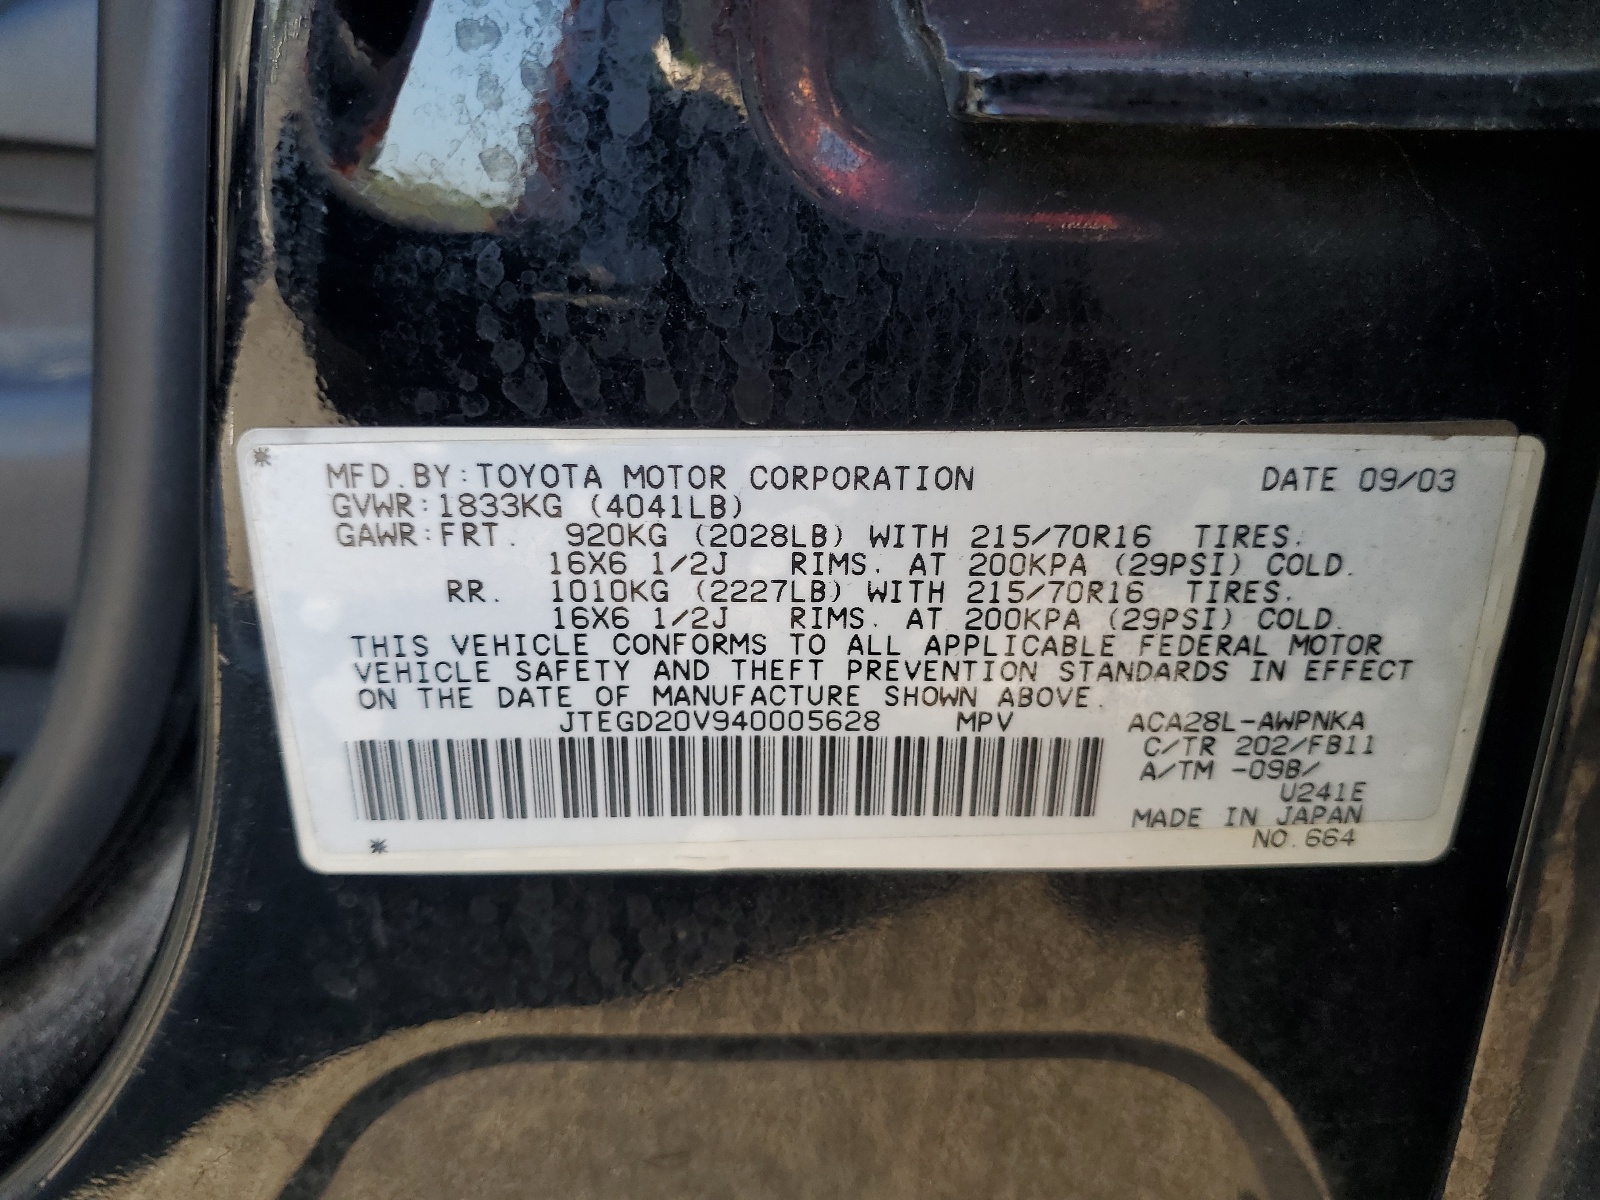 MFD.BY:TOYOTA MOTOR CORPORATION DATE 09/03
GVWR:1833KG (4041LB)
GAWR:FRT. 920KG (2028LB) WITH 215/70R16 TIRES.
16X6 1/2J RIMS. AT 200KPA (29PSI) COLD.
RR. 1010KG (2227LB) WITH 215/70R16 TIRES.
16X6 1/2J RIMS. AT 200KPA (29PSI) COLD.
THIS VEHICLE CONFORMS TO ALL APPLICABLE FEDERAL MOTOR
VEHICLE SAFETY AND THEFT PREVENTION STANDARDS IN EFFECT
ON THE DATE OF MANUFACTURE SHOWN ABOVE.
JTEGD20V940005628 MPV ACA28L-AWPNKA
C/TR 202/FB11
A/TM -09B/
U241E
MADE IN JAPAN
NO.664